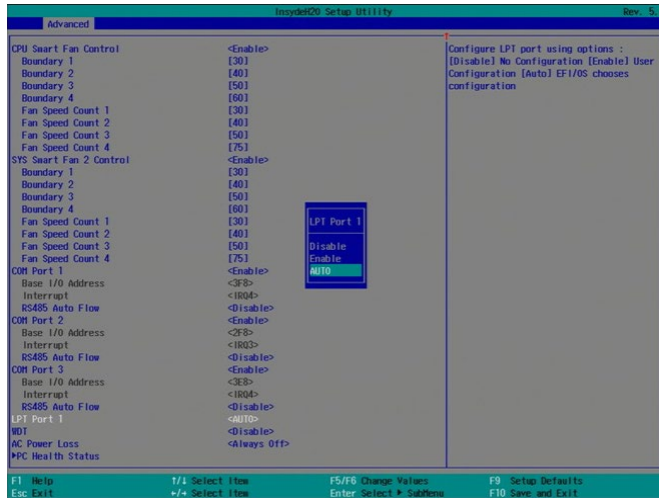 InsydeH20 Setup Utility Rev. 5.
Advanced
CPU Smart Fan Control <Enable>
Boundary 1 [30]
Boundary 2 [40]
Boundary 3 [50]
Boundary 4 [60]
Fan Speed Count 1 [30]
Fan Speed Count 2 [40]
Fan Speed Count 3 [50]
Fan Speed Count 4 [75]
SYS Smart Fan 2 Control <Enable>
Boundary 1 [30]
Boundary 2 [40]
Boundary 3 [50]
Boundary 4 [60]
Fan Speed Count 1 [30]
Fan Speed Count 2 [40]
Fan Speed Count 3 [50]
Fan Speed Count 4 [75]
COM Port 1 <Enable>
Base I/O Address <3F8>
Interrupt <IRQ4>
RS485 Auto Flow <Disable>
COM Port 2 <Enable>
Base I/O Address <2F8>
Interrupt <IRQ3>
RS485 Auto Flow <Disable>
COM Port 3 <Enable>
Base I/O Address <3E8>
Interrupt <IRQ4>
RS485 Auto Flow <Disable>
LPT Port 1 <AUTO>
WDT <Disable>
AC Power Loss <Always Off>
►PC Health Status
LPT Port 1
Disable
Enable
AUTO
Configure LPT port using options :
[Disable] No Configuration [Enable] User
Configuration [Auto] EFI/OS chooses
configuration
F1 Help ↑/↓ Select Item F5/F6 Change Values F9 Setup Defaults
Esc Exit ←/→ Select Item Enter Select ► SubMenu F10 Save and Exit